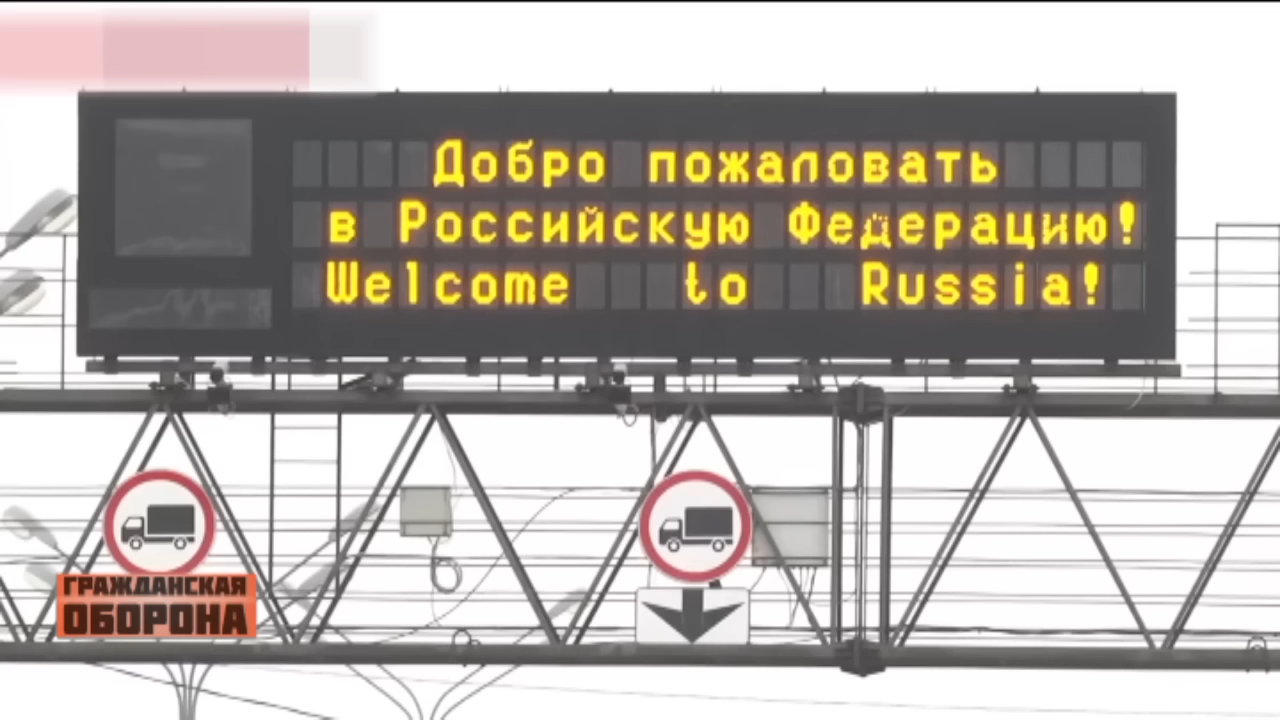 Добро пожаловать
в Российскую Федерацию!
Welcome to Russia!
ГРАЖДАНСКАЯ
ОБОРОНА